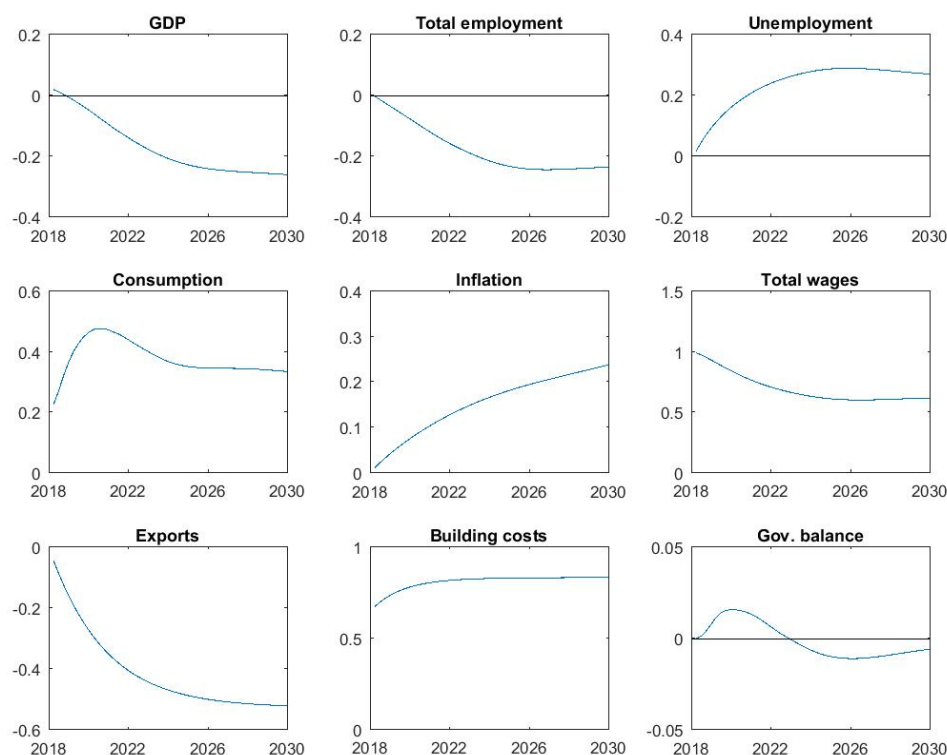 GDP
Total employment
Unemployment
0.2
0
-0.2
-0.4
2018 2022 2026 2030
0.2
0
-0.2
-0.4
2018 2022 2026 2030
0.4
0.2
0
-0.2
2018 2022 2026 2030
Consumption
Inflation
Total wages
0.6
0.4
0.2
0
2018 2022 2026 2030
0.4
0.3
0.2
0.1
0
2018 2022 2026 2030
1.5
1
0.5
0
2018 2022 2026 2030
Exports
Building costs
Gov. balance
0
-0.2
-0.4
-0.6
2018 2022 2026 2030
1
0.5
0
2018 2022 2026 2030
0.05
0
-0.05
2018 2022 2026 2030